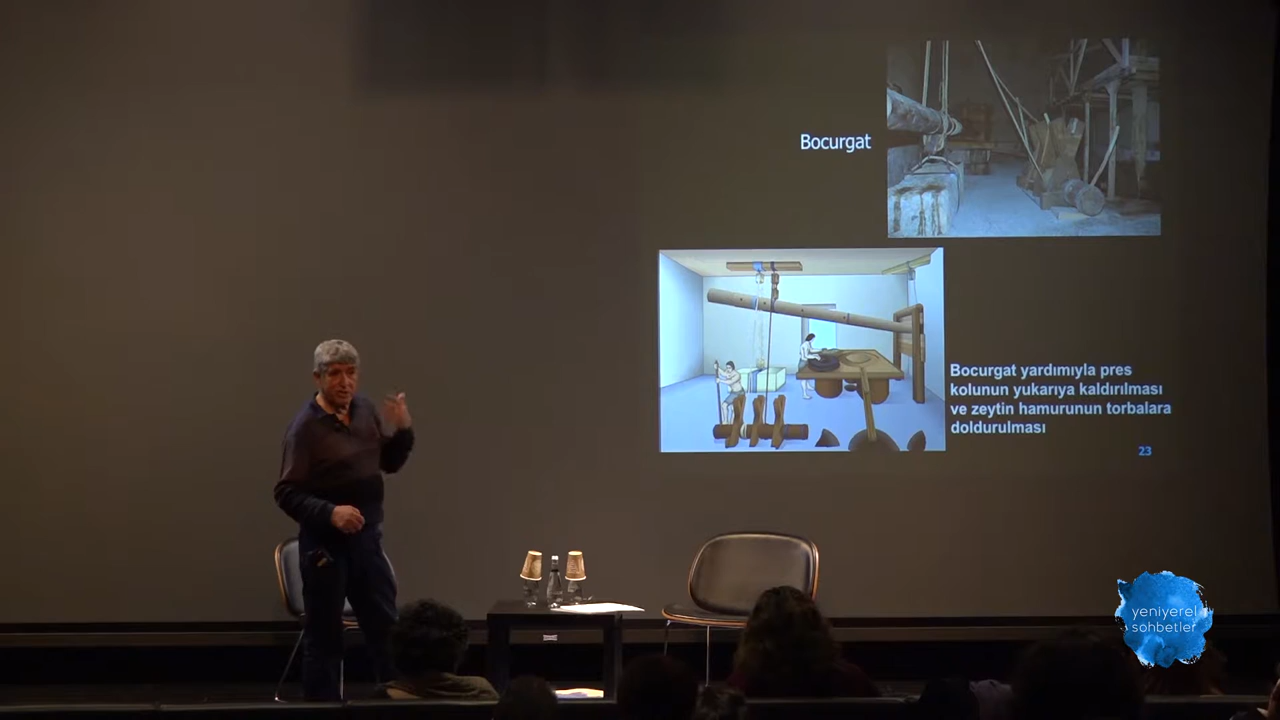 Bocurgat
Bocurgat yardımıyla pres
kolunun yukarıya kaldırılması
ve zeytin hamurunun torbalara
doldurulması
23
yeniyerel
sohbetler